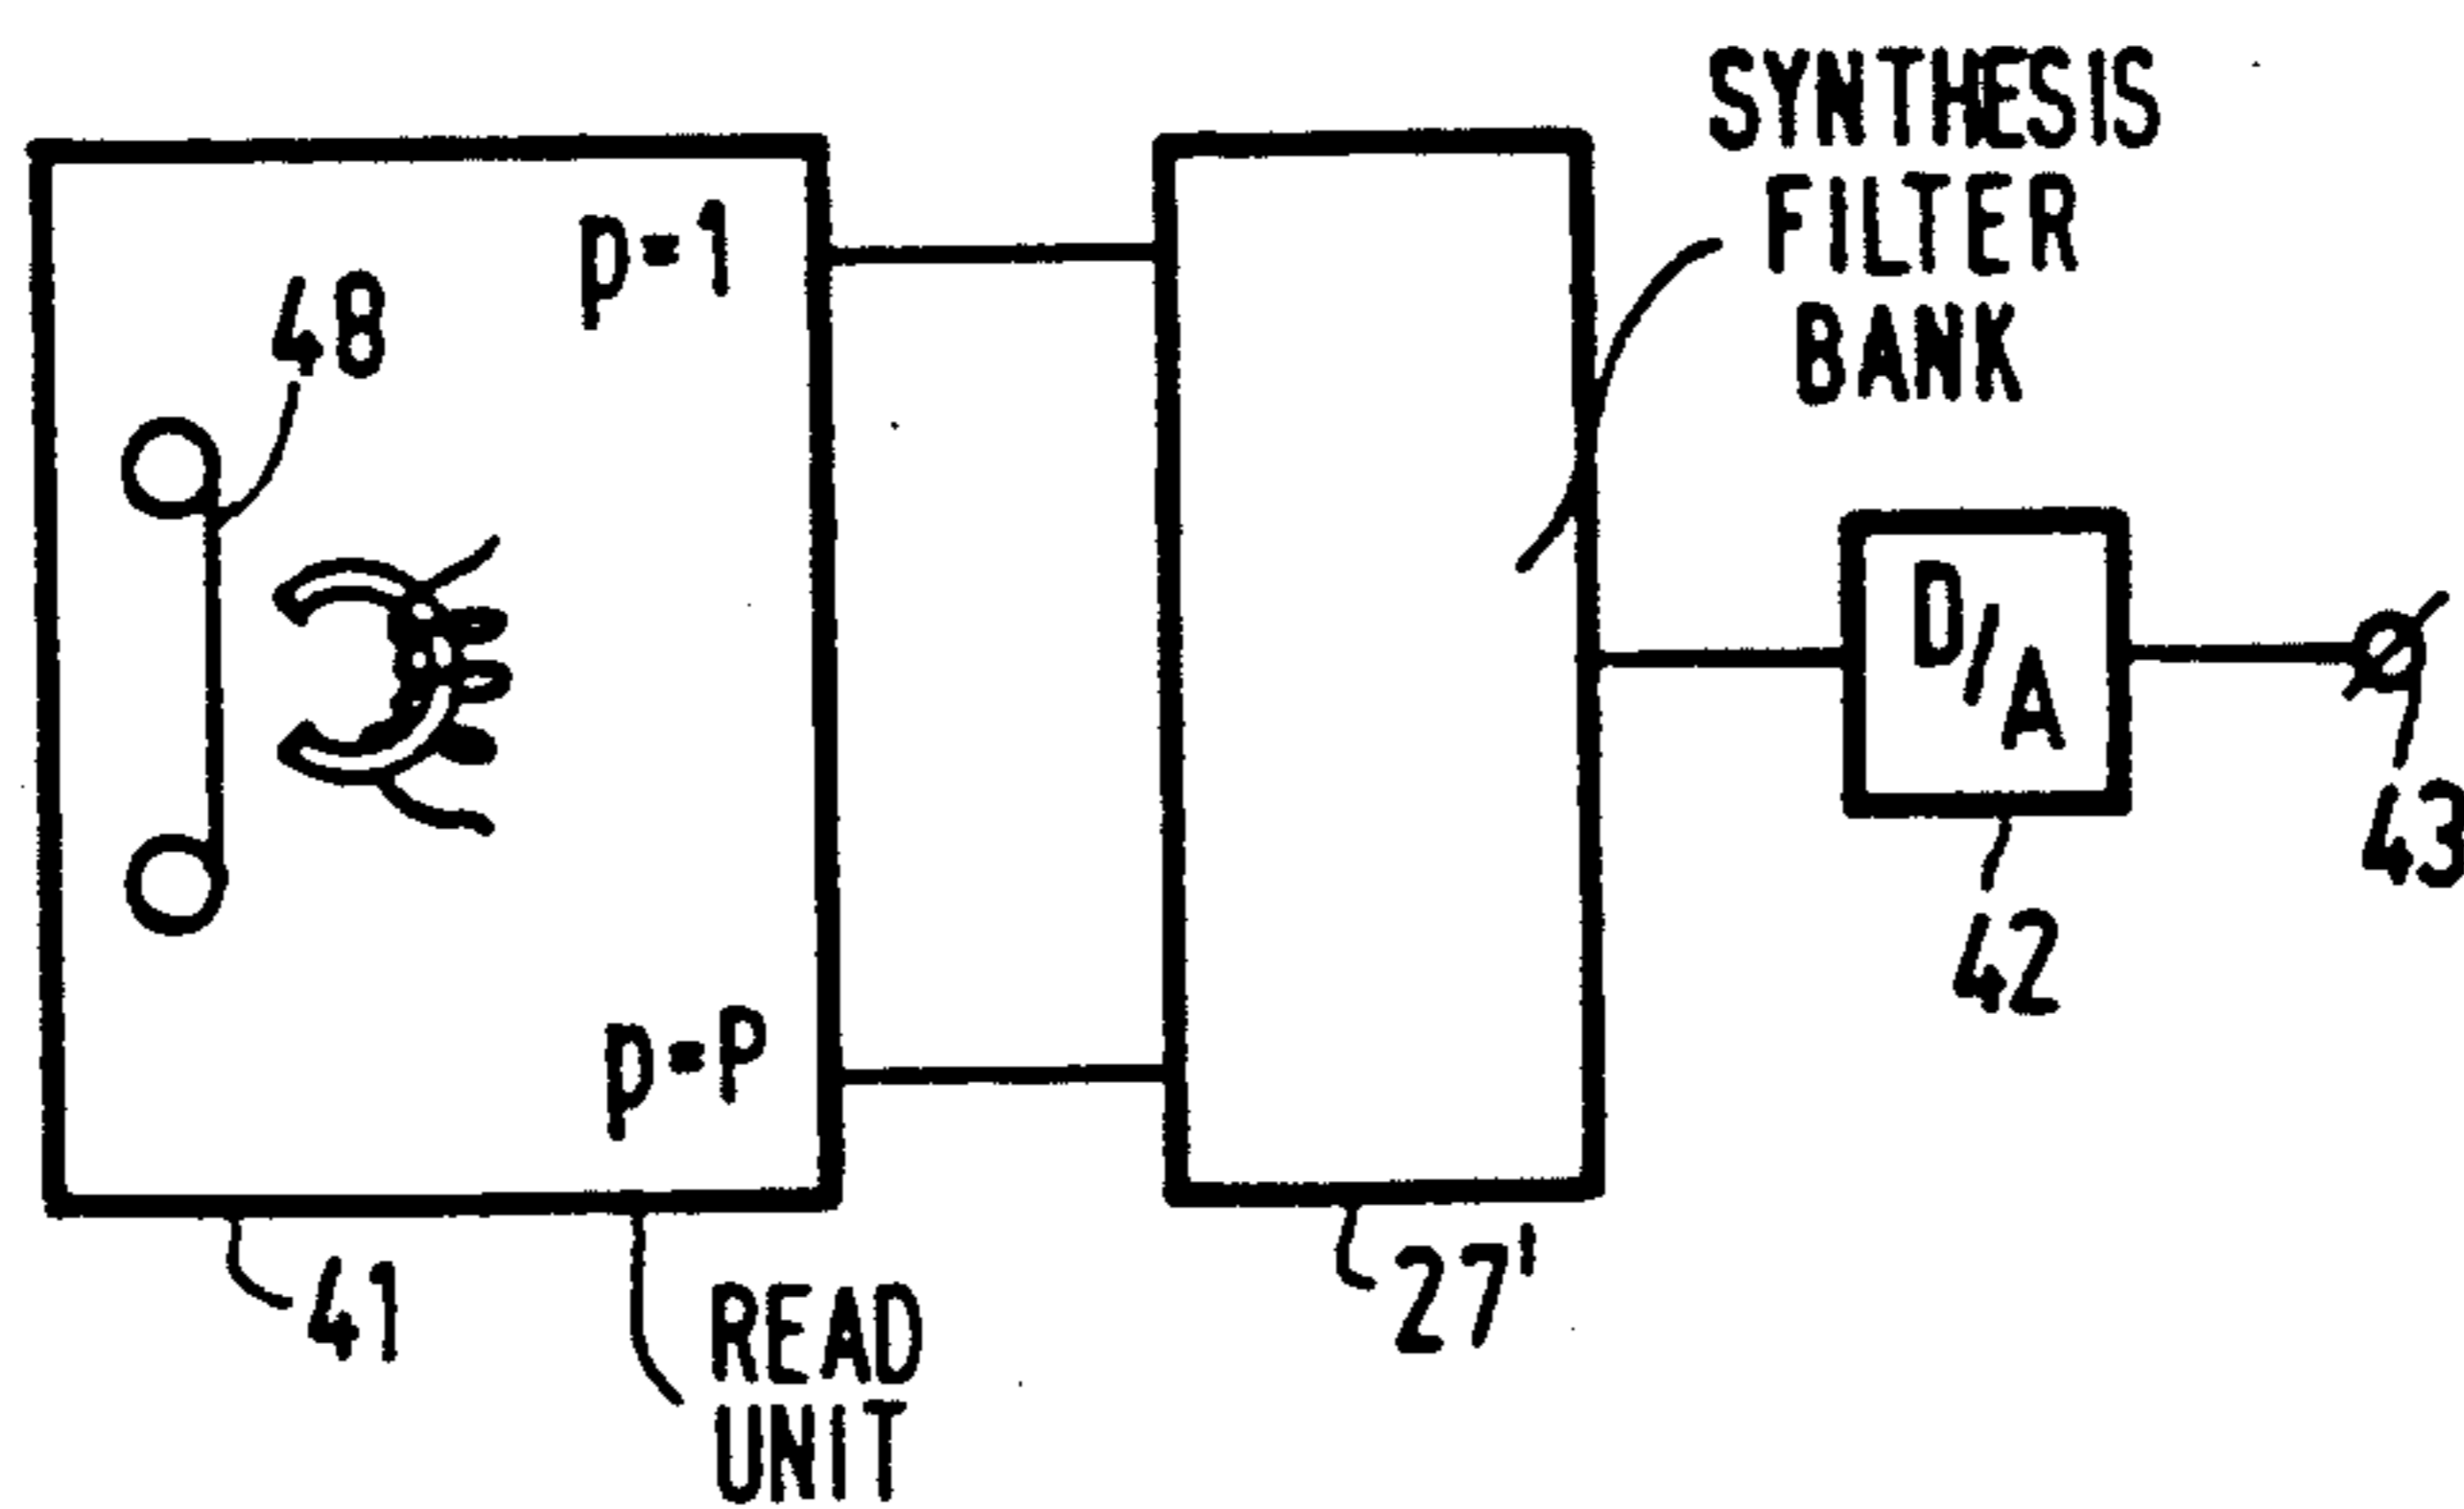 SYNTHESIS
FILTER
BANK
p=1
48
D/A
43
p=P
42
41
READ
UNIT
27'